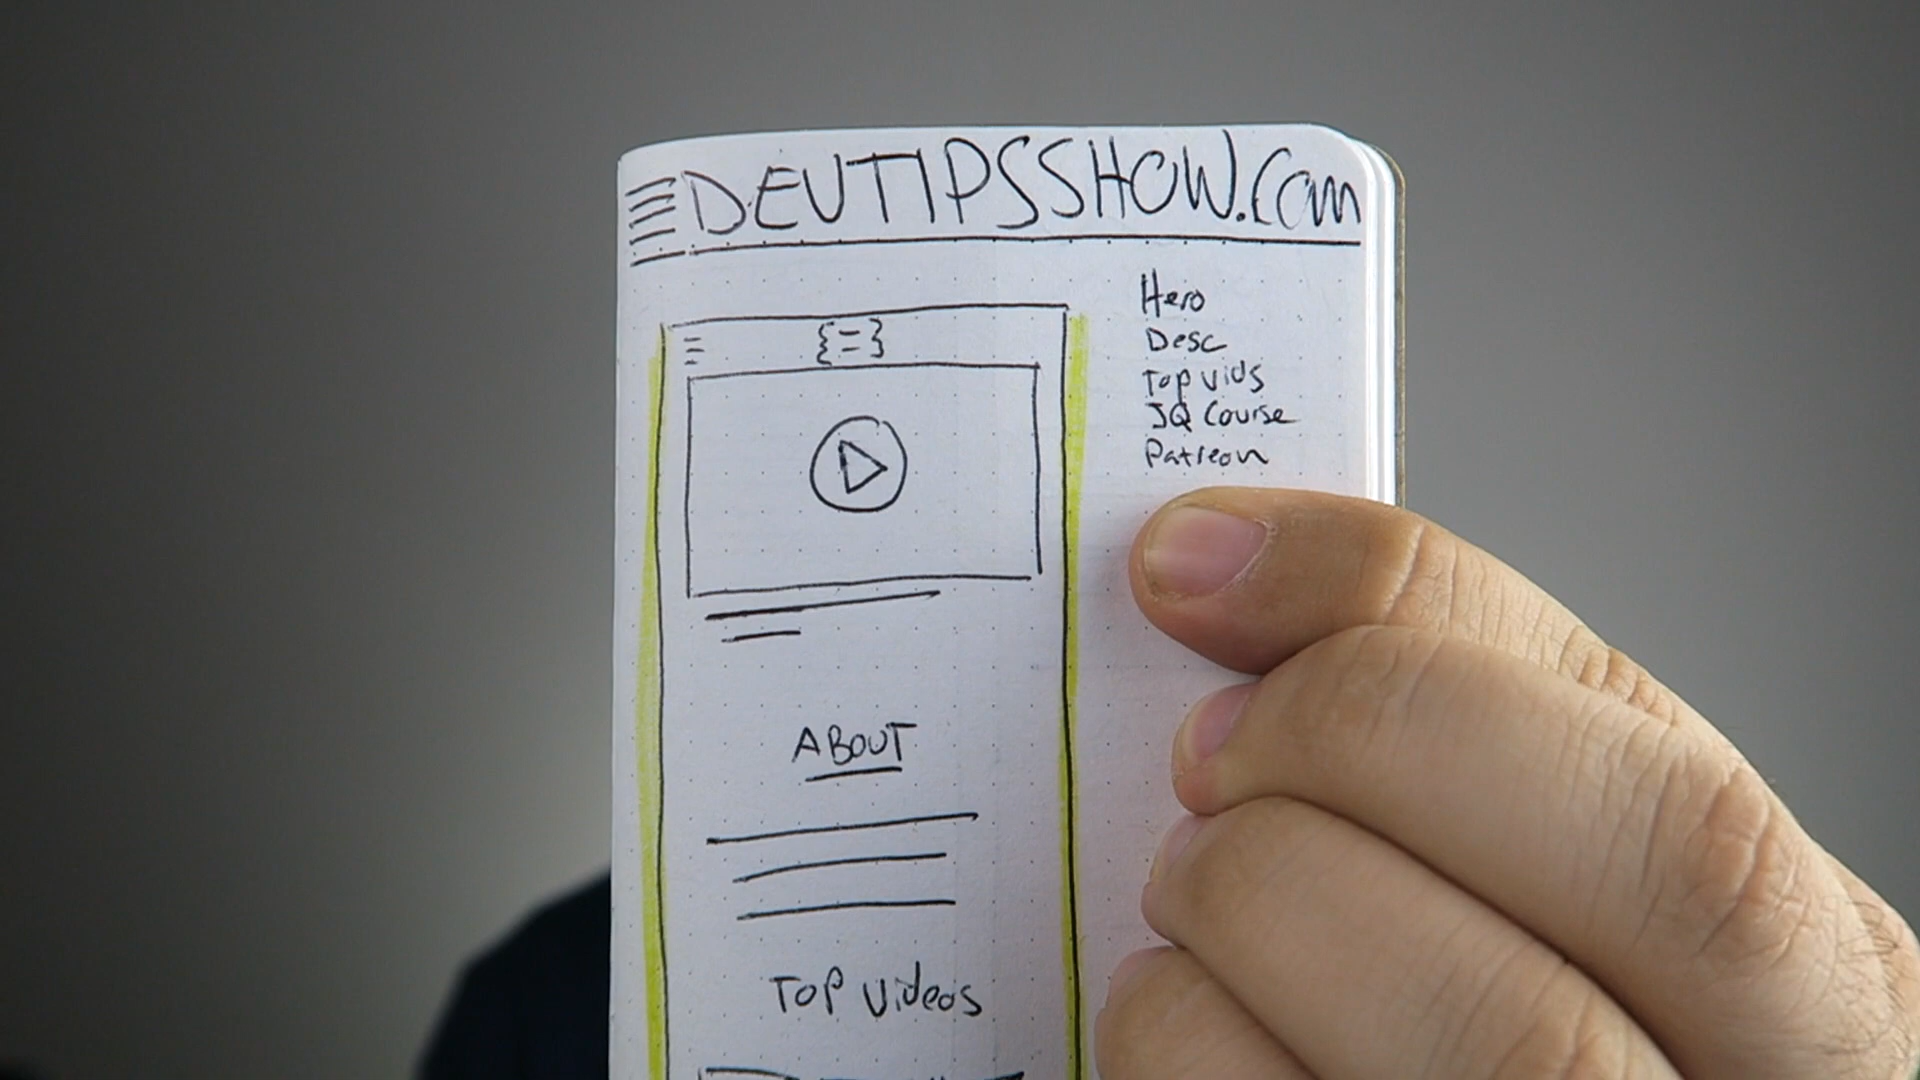 DEVTIPSSHOW.Com
Hero
Desc
Top vids
JQ Course
Patreon
{=}
ABOUT
TOP Videos